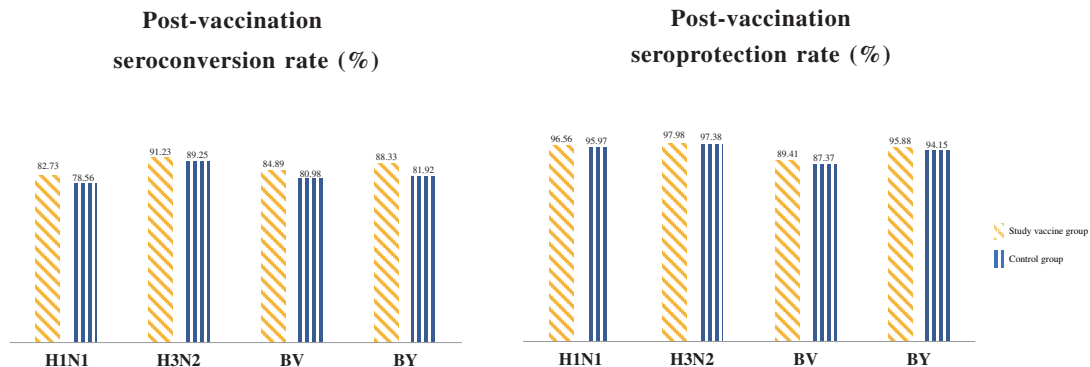 Post-vaccination
seroconversion rate (%)
82.73
78.56
91.23
89.25
84.89
80.98
88.33
81.92
H1N1
H3N2
BV
BY
Post-vaccination
seroprotection rate (%)
96.56
95.97
97.98
97.38
89.41
87.37
95.88
94.15
H1N1
H3N2
BV
BY
Study vaccine group
Control group